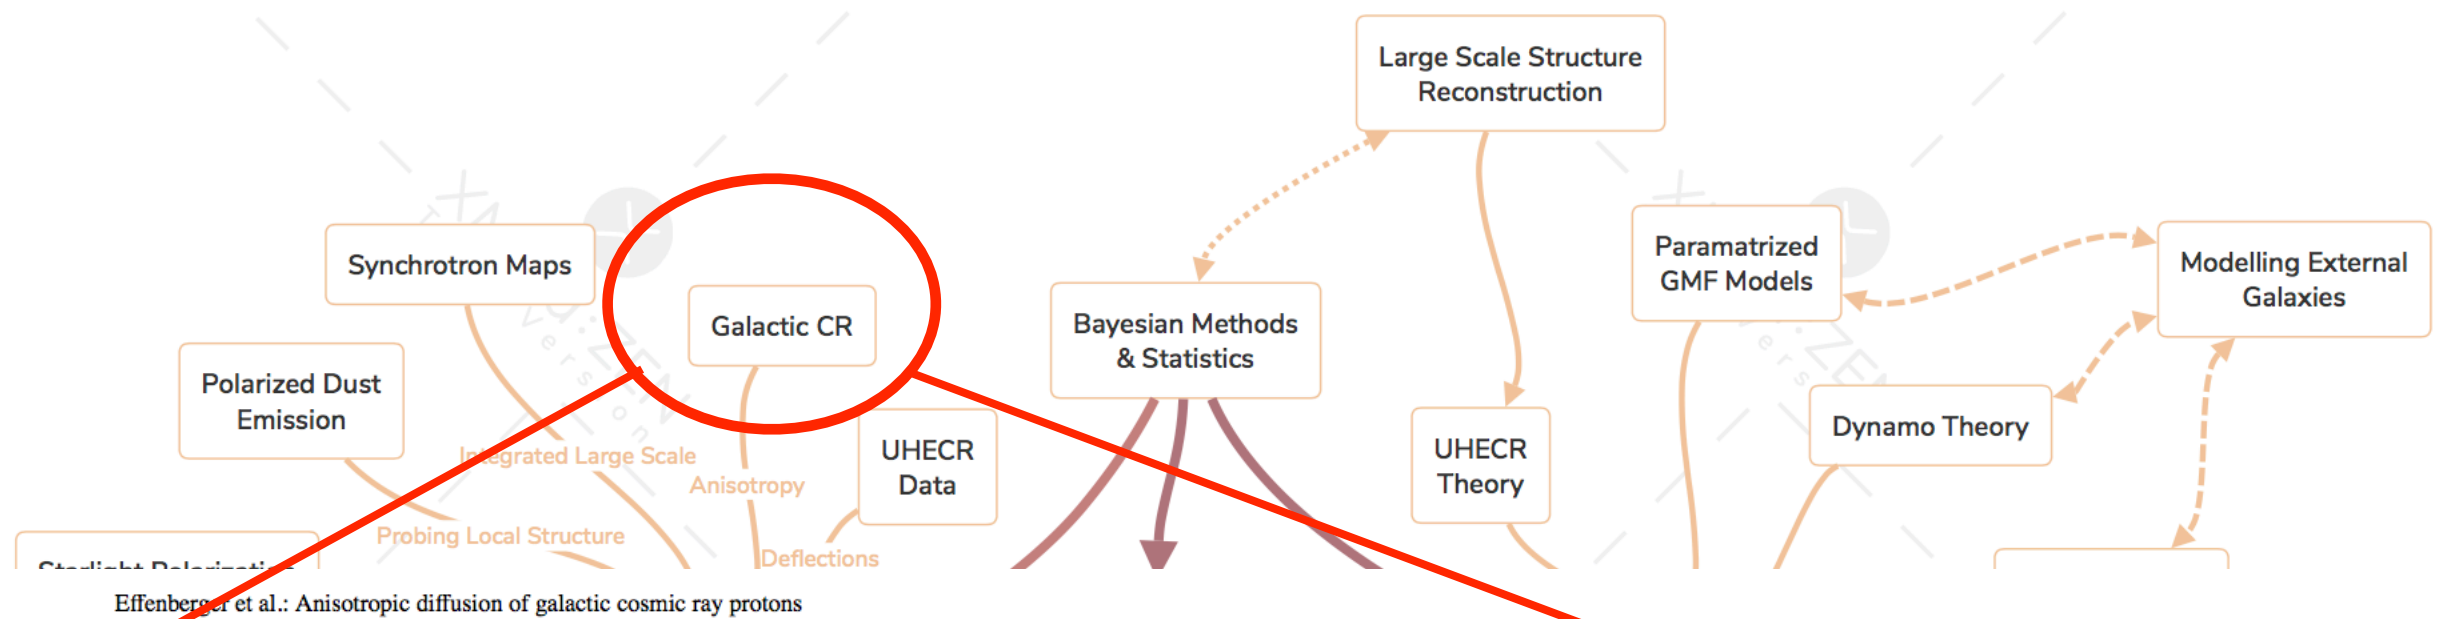 Large Scale Structure
Reconstruction
Synchrotron Maps
Galactic CR
Paramatrized
GMF Models
Modelling External
Galaxies
Bayesian Methods
& Statistics
Polarized Dust
Emission
UHECR
Data
UHECR
Theory
Dynamo Theory
Integrated Large Scale
Anisotropy
Probing Local Structure
Deflections
Starlight Polarization
Effenberger et al.: Anisotropic diffusion of galactic cosmic ray protons